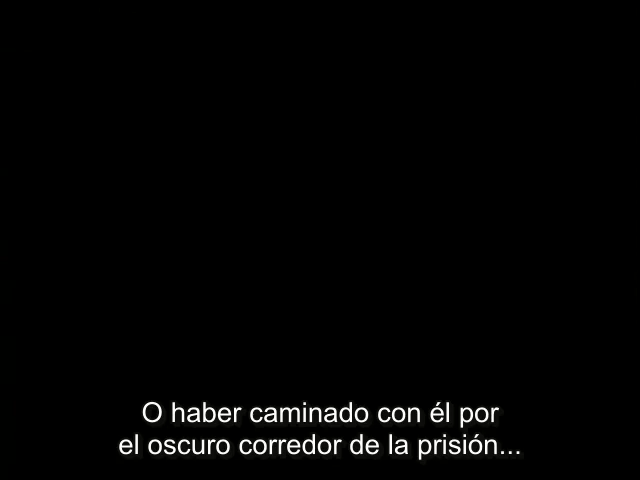 O haber caminado con él por
el oscuro corredor de la prisión...